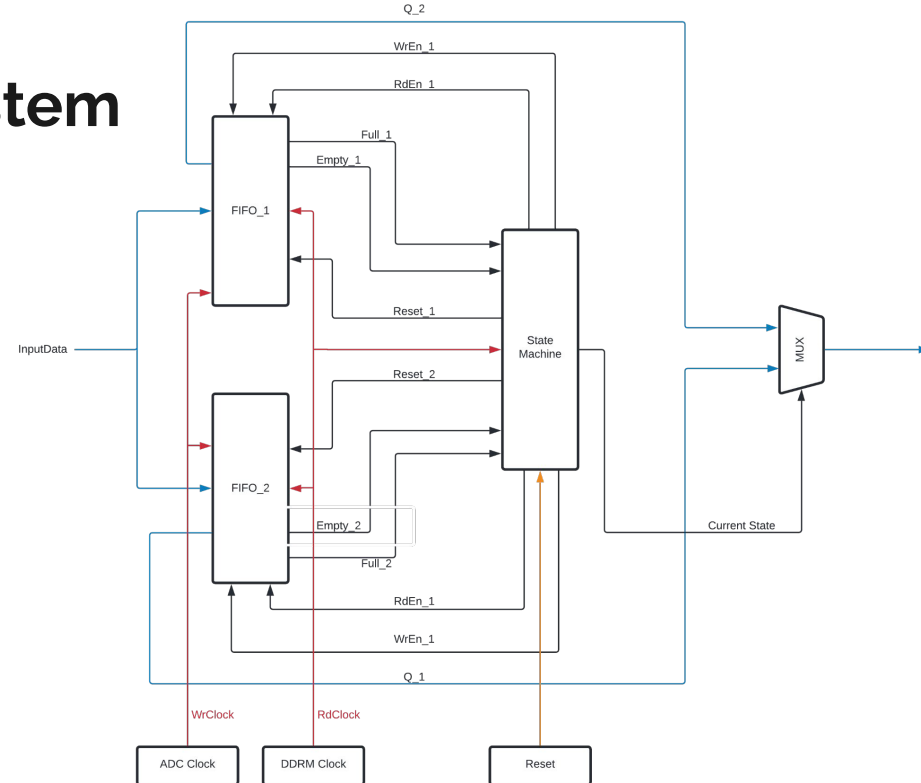 Q_2
WrEn_1
RdEn_1
stem
Full_1
Empty_1
FIFO_1
Reset_1
InputData
State
Machine
MUX
Reset_2
FIFO_2
Empty_2
Current State
Full_2
RdEn_1
WrEn_1
Q_1
WrClock
RdClock
ADC Clock
DDRM Clock
Reset